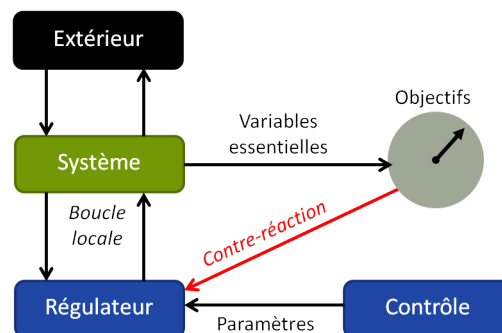 Extérieur
Objectifs
Variables
essentielles
Système
Boucle
locale
Contre-réaction
Régulateur
Paramètres
Contrôle